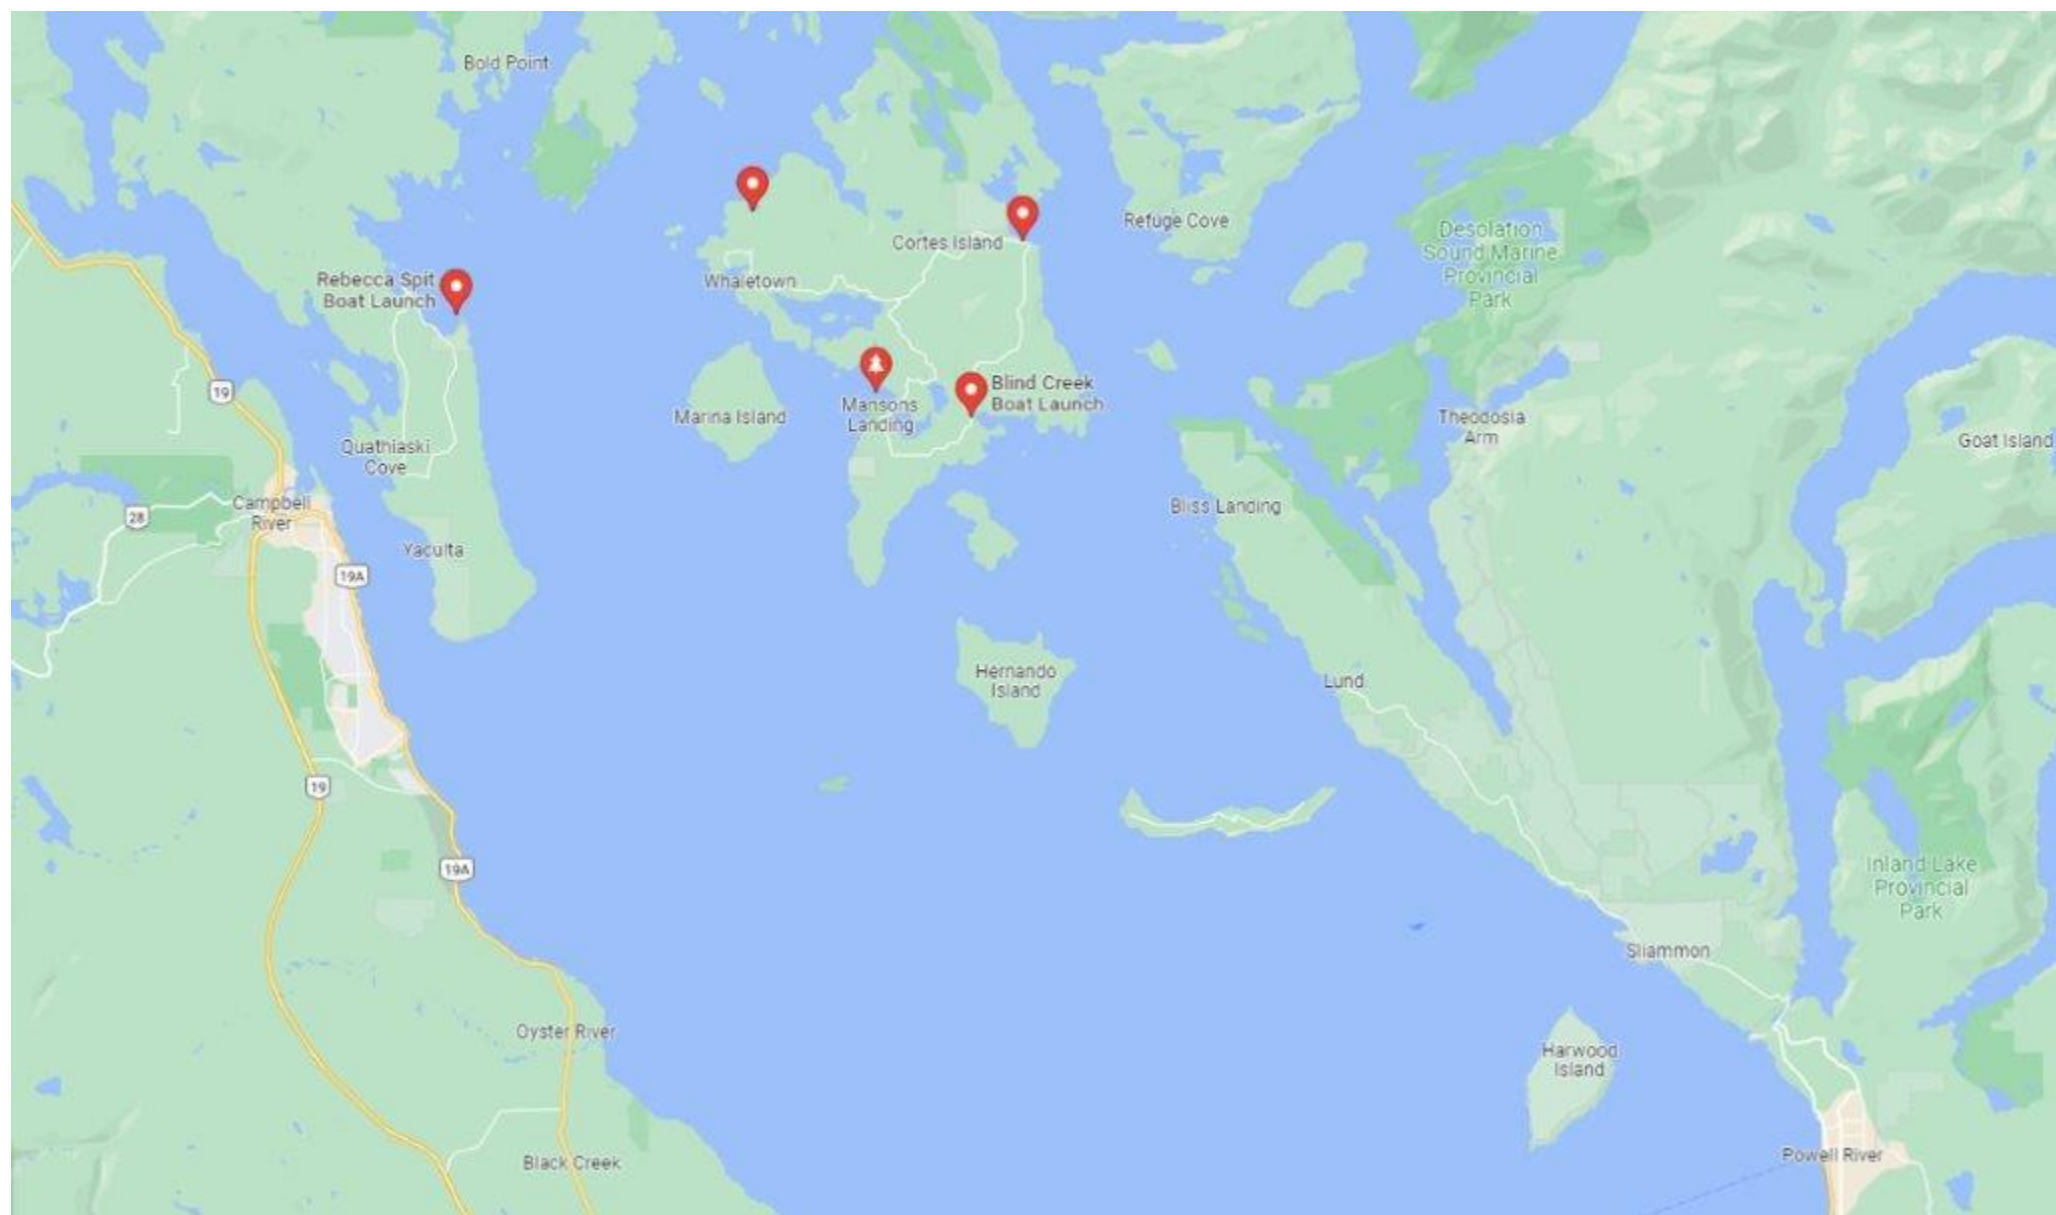 Bold Point
Refuge Cove
Desolation
Sound Marine
Provincial
Park
Cortes Island
Whaletown
Rebecca Spit
Boat Launch
Blind Creek
Boat Launch
Mansons
Landing
Marina Island
Theodosia
Arm
Goat Island
19
Quathiaski
Cove
Campbell
River
28
Bliss Landing
Yaculta
19A
Hernando
Island
Lund
19
19A
Inland Lake
Provincial
Park
Sliammon
Oyster River
Harwood
Island
Black Creek
Powell River